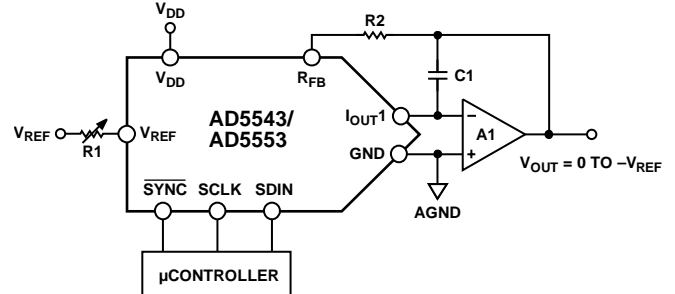 VDD
R2
VDD
RFB
C1
AD5543/
AD5553
IOUT1
VREF
R1
VREF
A1
GND
VOUT = 0 TO –VREF
SYNC SCLK SDIN
AGND
µCONTROLLER